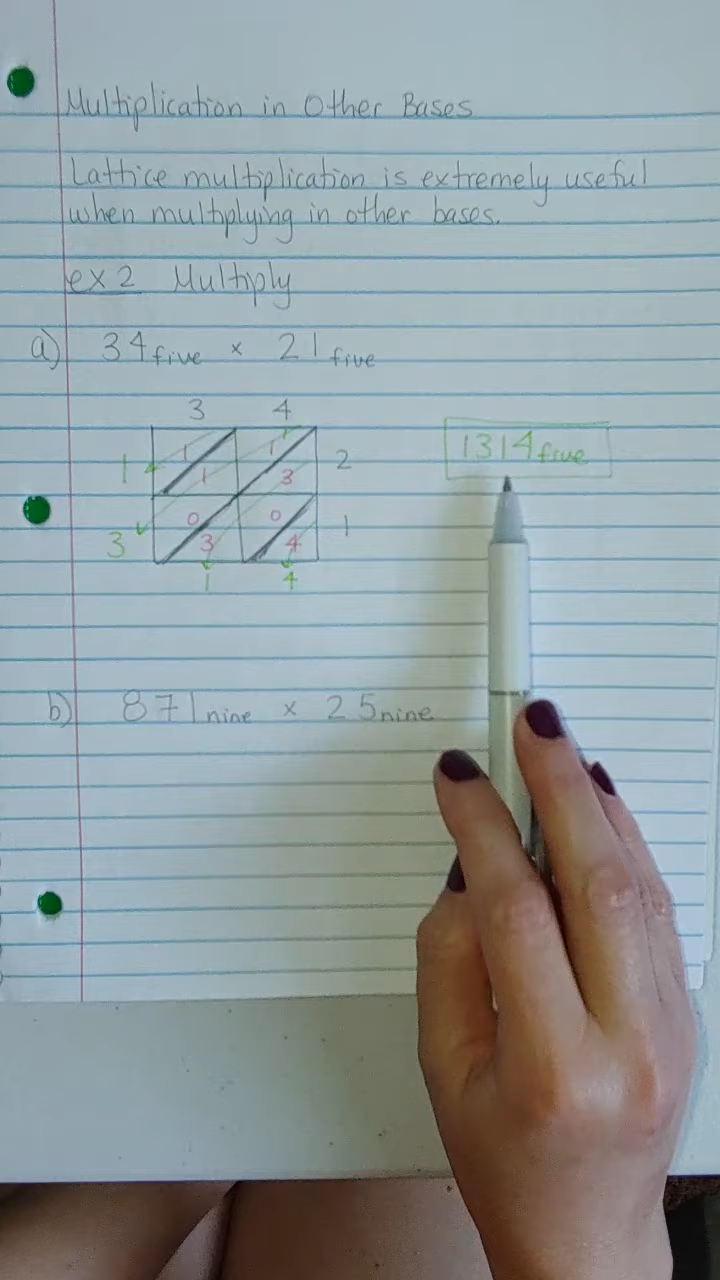 Multiplication in Other Bases
Lattice multiplication is extremely useful
when multiplying in other bases.
ex 2 Multiply
a) 34five × 21five
3 4
1 1 1 1 3 2
3 0 3 0 4 1
1 4
1314five
b) 871nine × 25nine